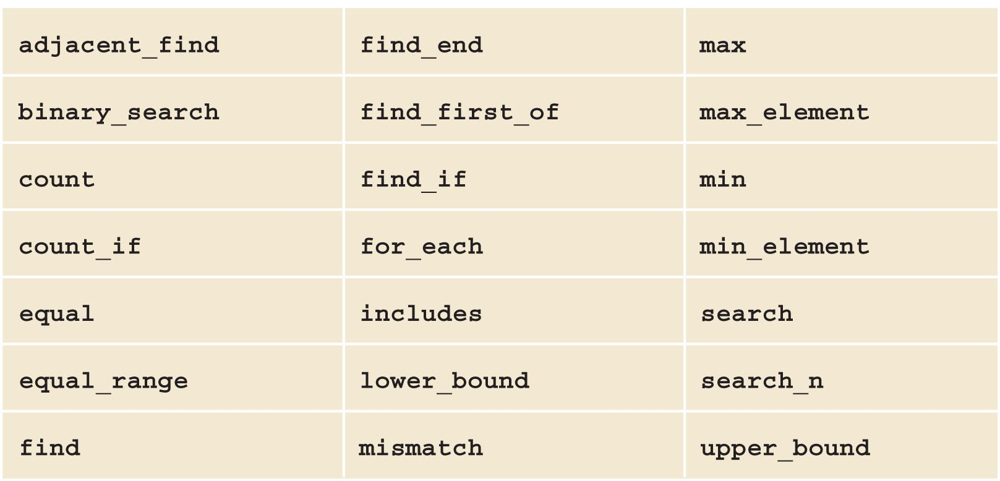 adjacent_find find_end max
binary_search find_first_of max_element
count find_if min
count_if for_each min_element
equal includes search
equal_range lower_bound search_n
find mismatch upper_bound